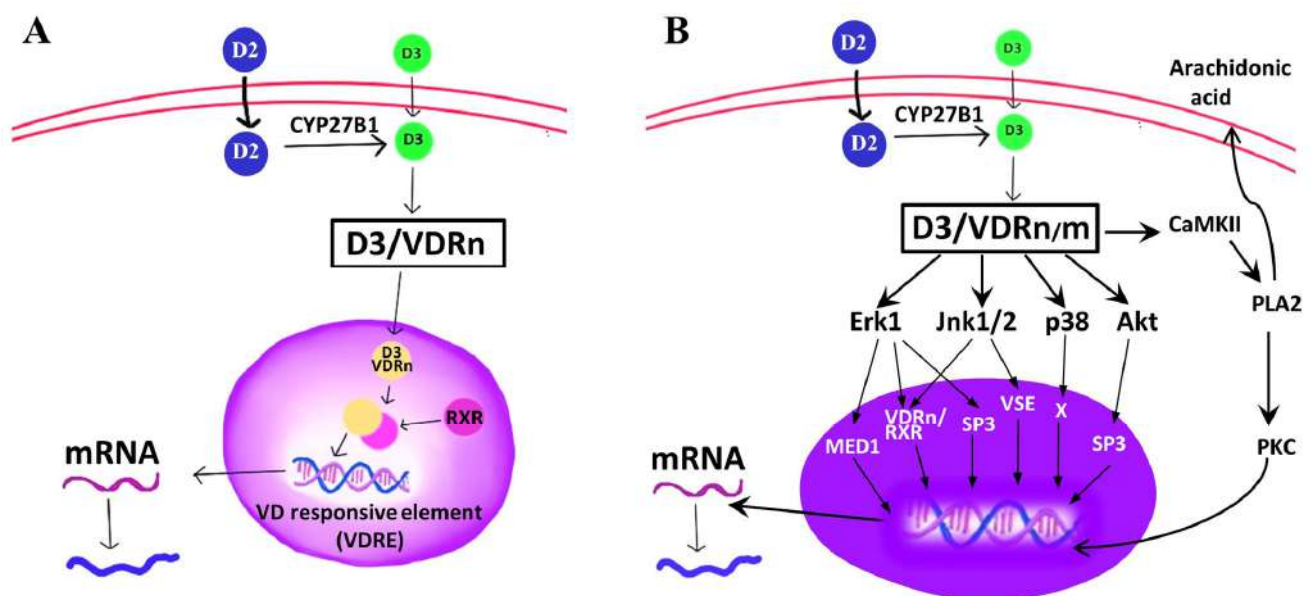 A
D2
D3
D2
CYP27B1
D3
D3/VDRn
D3
VDRn
RXR
mRNA
VD responsive element
(VDRE)
B
D2
D3
Arachidonic
acid
D2
CYP27B1
D3
D3/VDRn/m
CaMKII
PLA2
Erk1
Jnk1/2
p38
Akt
MED1
VDRn/
RXR
SP3
VSE
X
SP3
PKC
mRNA